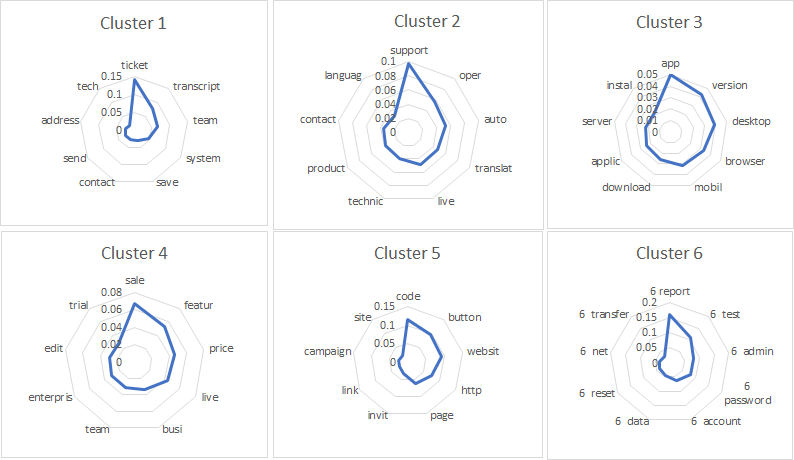 Cluster 1
ticket
0.15
transcript
tech
0.1
address
0.05
team
0
send
system
contact
save
Cluster 2
support
0.1
languag
0.08
oper
0.06
contact
0.04
auto
0.02
0
product
translat
technic
live
Cluster 3
app
0.05
instal
0.04
version
0.03
server
0.02
desktop
0.01
0
applic
browser
download
mobil
Cluster 4
sale
0.08
trial
0.06
featur
0.04
edit
0.02
price
0
enterpris
live
team
busi
Cluster 5
code
0.15
site
button
0.1
campaign
0.05
websit
0
link
http
invit
page
Cluster 6
6 report
0.2
6 transfer
0.15
6 test
0.1
6 net
0.05
6 admin
0
6 reset
6
password
6 data
6 account